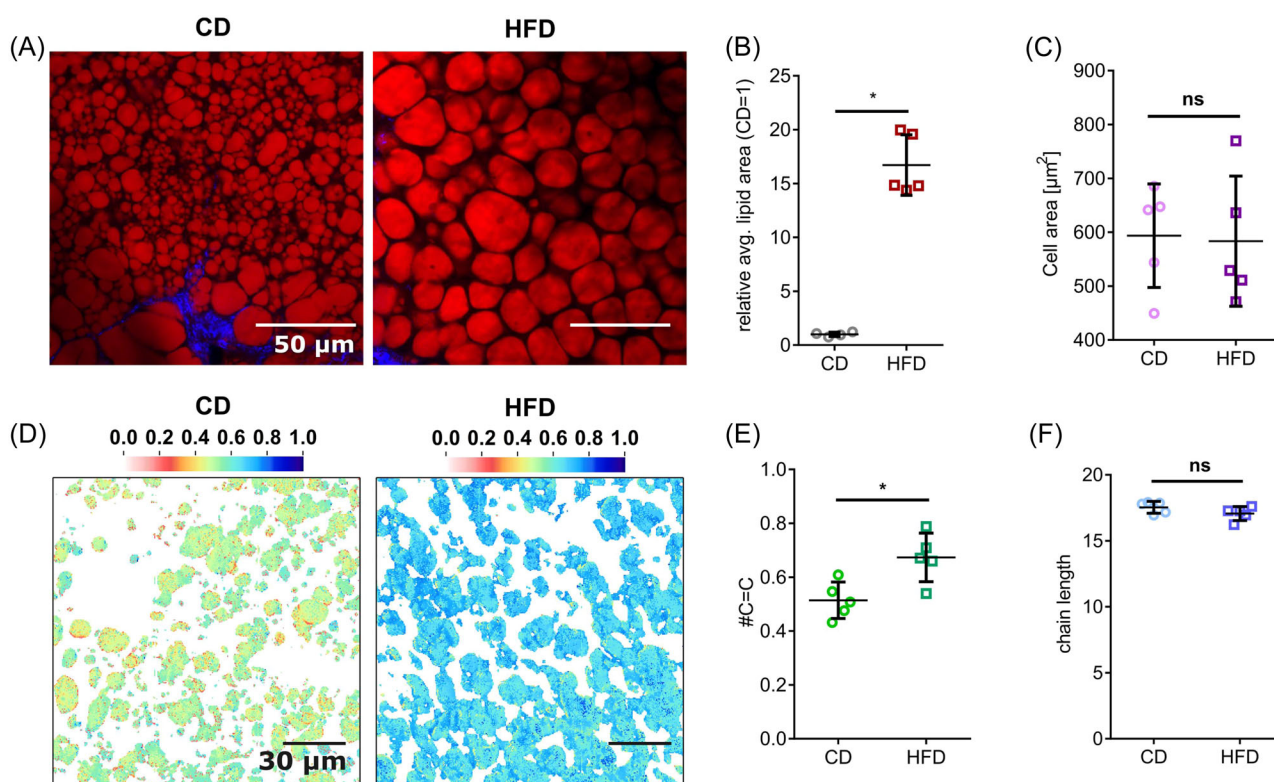 (A)
CD
HFD
50 µm
(B)
relative avg. lipid area (CD=1)
25
20
15
10
5
0
*
CD
HFD
(C)
Cell area [µm²]
900
800
700
600
500
400
ns
CD
HFD
(D)
CD
HFD
0.0 0.2 0.4 0.6 0.8 1.0
0.0 0.2 0.4 0.6 0.8 1.0
30 µm
(E)
#C=C
1.0
0.8
0.6
0.4
0.2
0.0
*
CD
HFD
(F)
chain length
20
15
10
5
0
ns
CD
HFD